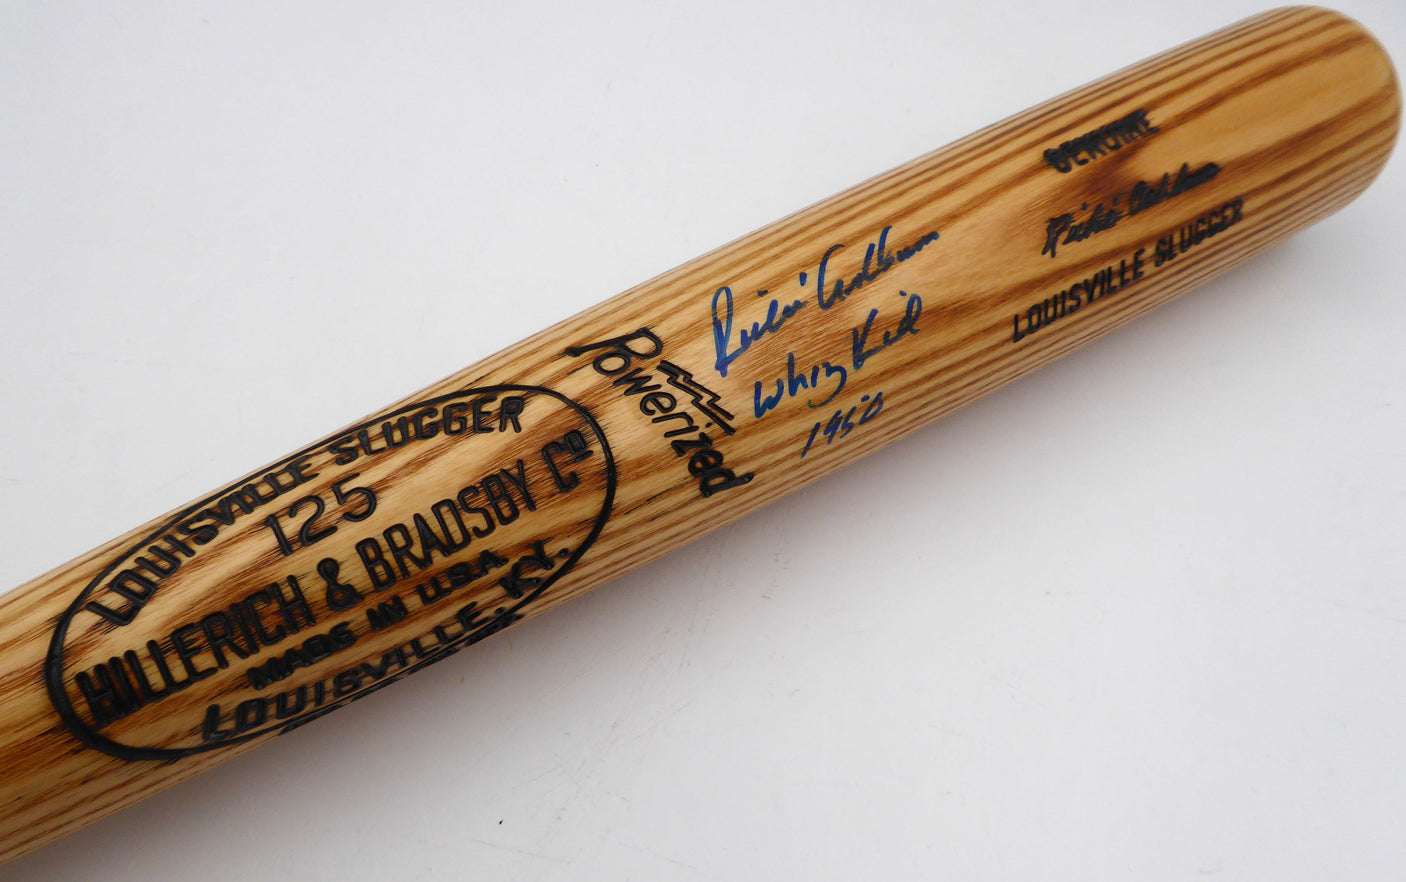 LOUISVILLE SLUGGER
125
HILLERICH & BRADSBY Cº
MADE IN U.S.A.
LOUISVILLE, KY.
Powerized
Richie Ashburn
Whiz Kid
1950
GENUINE
Richie Ashburn
LOUISVILLE SLUGGER